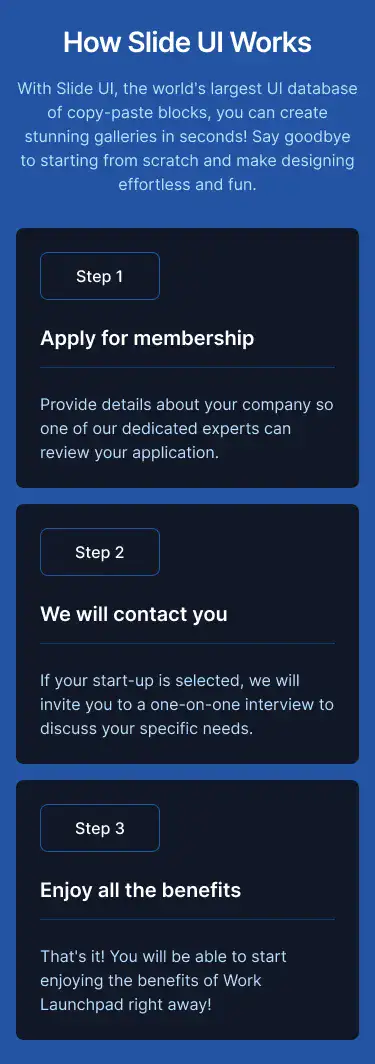 How Slide UI Works
With Slide UI, the world's largest UI database
of copy-paste blocks, you can create
stunning galleries in seconds! Say goodbye
to starting from scratch and make designing
effortless and fun.
Step 1
Apply for membership
Provide details about your company so
one of our dedicated experts can
review your application.
Step 2
We will contact you
If your start-up is selected, we will
invite you to a one-on-one interview to
discuss your specific needs.
Step 3
Enjoy all the benefits
That's it! You will be able to start
enjoying the benefits of Work
Launchpad right away!